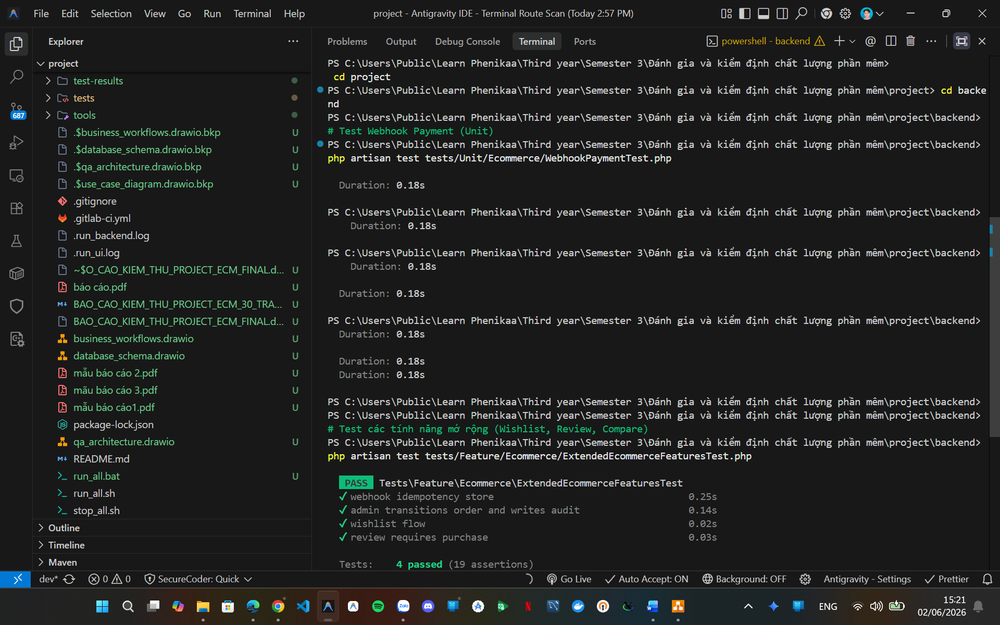 File Edit Selection View Go Run Terminal Help
project - Antigravity IDE - Terminal Route Scan (Today 2:57 PM)
Explorer
project
test-results
tests
tools
.$business_workflows.drawio.bkp U
.$database_schema.drawio.bkp U
.$qa_architecture.drawio.bkp U
.$use_case_diagram.drawio.bkp U
.gitignore
.gitlab-ci.yml
.run_backend.log
.run_ui.log
~$O_CAO_KIEM_THU_PROJECT_ECM_FINAL.d... U
báo cáo.pdf U
BAO_CAO_KIEM_THU_PROJECT_ECM_30_TRA... U
BAO_CAO_KIEM_THU_PROJECT_ECM_FINAL.d... U
business_workflows.drawio U
database_schema.drawio U
mẫu báo cáo 2.pdf U
mãu báo cáo 3.pdf U
mẫu báo cáo1.pdf U
package-lock.json
qa_architecture.drawio U
README.md
run_all.bat U
run_all.sh
stop_all.sh
Outline
Timeline
Maven
687
Problems Output Debug Console Terminal Ports
powershell - backend
PS C:\Users\Public\Learn Phenikaa\Third year\Semester 3\Đánh gia và kiểm định chất lượng phần mêm>
cd project
PS C:\Users\Public\Learn Phenikaa\Third year\Semester 3\Đánh gia và kiểm định chất lượng phần mêm\project> cd backe
nd
PS C:\Users\Public\Learn Phenikaa\Third year\Semester 3\Đánh gia và kiểm định chất lượng phần mêm\project\backend>
# Test Webhook Payment (Unit)
PS C:\Users\Public\Learn Phenikaa\Third year\Semester 3\Đánh gia và kiểm định chất lượng phần mêm\project\backend>
php artisan test tests/Unit/Ecommerce/WebhookPaymentTest.php
Duration: 0.18s
PS C:\Users\Public\Learn Phenikaa\Third year\Semester 3\Đánh gia và kiểm định chất lượng phần mêm\project\backend>
Duration: 0.18s
PS C:\Users\Public\Learn Phenikaa\Third year\Semester 3\Đánh gia và kiểm định chất lượng phần mêm\project\backend>
Duration: 0.18s
Duration: 0.18s
PS C:\Users\Public\Learn Phenikaa\Third year\Semester 3\Đánh gia và kiểm định chất lượng phần mêm\project\backend>
Duration: 0.18s
Duration: 0.18s
Duration: 0.18s
PS C:\Users\Public\Learn Phenikaa\Third year\Semester 3\Đánh gia và kiểm định chất lượng phần mêm\project\backend>
PS C:\Users\Public\Learn Phenikaa\Third year\Semester 3\Đánh gia và kiểm định chất lượng phần mêm\project\backend>
# Test các tính năng mở rộng (Wishlist, Review, Compare)
PS C:\Users\Public\Learn Phenikaa\Third year\Semester 3\Đánh gia và kiểm định chất lượng phần mêm\project\backend>
php artisan test tests/Feature/Ecommerce/ExtendedEcommerceFeaturesTest.php
PASS Tests\Feature\Ecommerce\ExtendedEcommerceFeaturesTest
✓ webhook idempotency store 0.25s
✓ admin transitions order and writes audit 0.14s
✓ wishlist flow 0.02s
✓ review requires purchase 0.03s
Tests: 4 passed (19 assertions)
dev* 0 0 SecureCoder: Quick Go Live Auto Accept: ON Background: OFF Antigravity - Settings Prettier
Zalo
ENG
15:21
02/06/2026